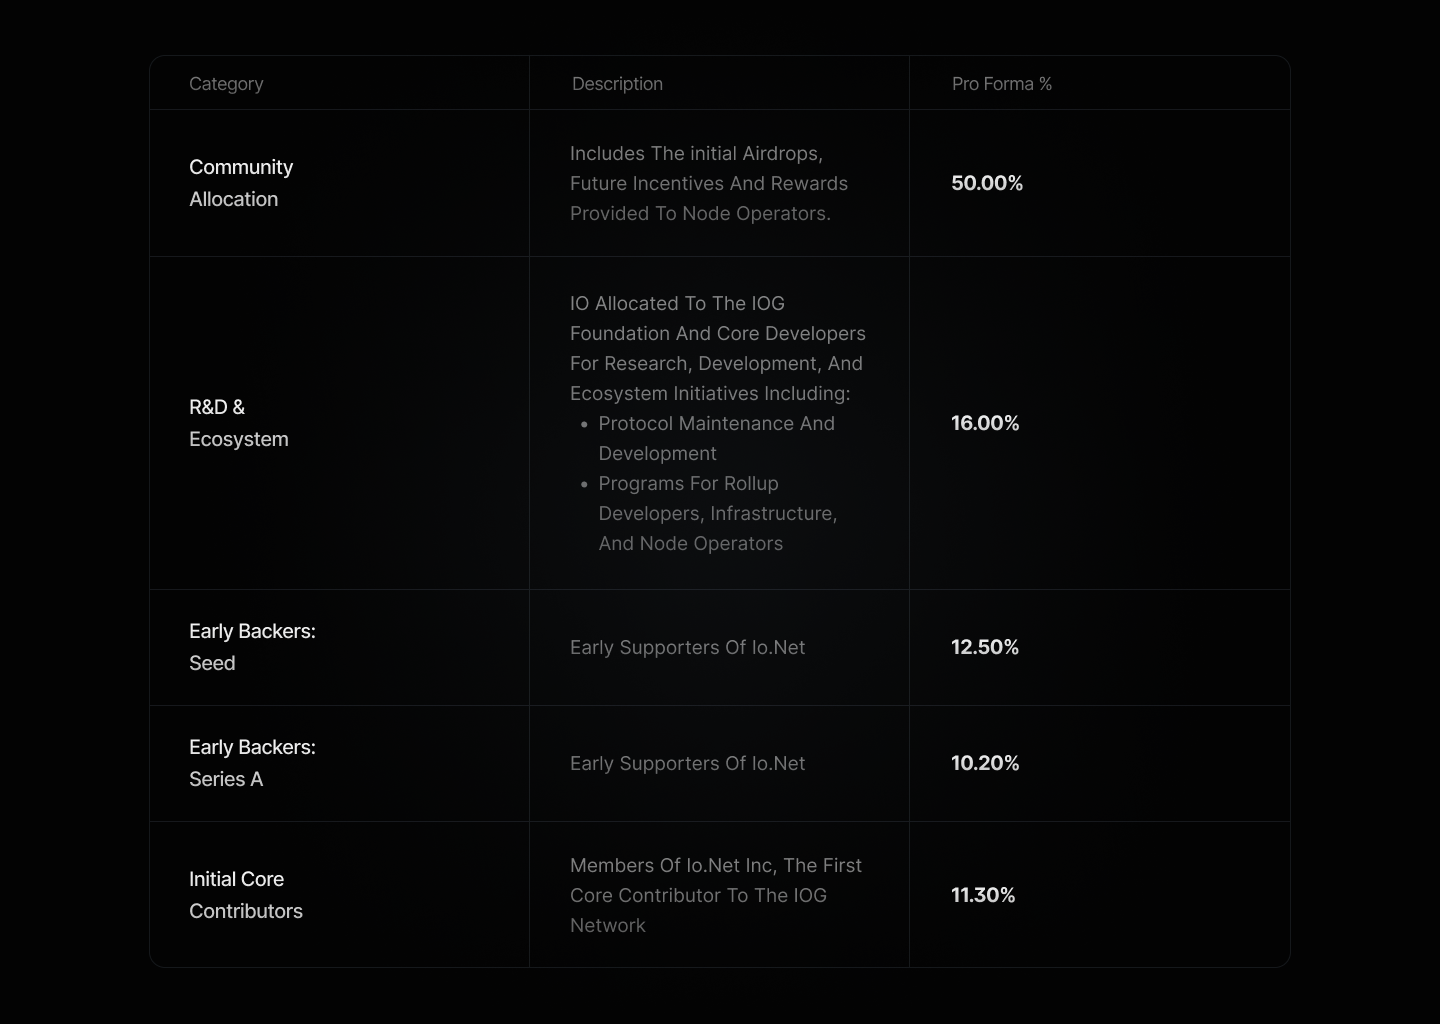 Category
Description
Pro Forma %
Community
Allocation
Includes The initial Airdrops,
Future Incentives And Rewards
Provided To Node Operators.
50.00%
R&D &
Ecosystem
IO Allocated To The IOG
Foundation And Core Developers
For Research, Development, And
Ecosystem Initiatives Including:
• Protocol Maintenance And
Development
• Programs For Rollup
Developers, Infrastructure,
And Node Operators
16.00%
Early Backers:
Seed
Early Supporters Of Io.Net
12.50%
Early Backers:
Series A
Early Supporters Of Io.Net
10.20%
Initial Core
Contributors
Members Of Io.Net Inc, The First
Core Contributor To The IOG
Network
11.30%